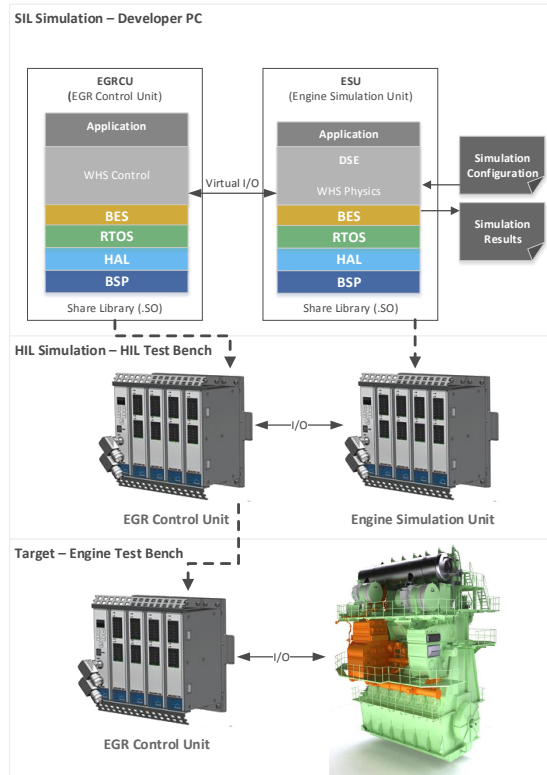 SIL Simulation – Developer PC
EGRCU
(EGR Control Unit)
Application
WHS Control
BES
RTOS
HAL
BSP
Share Library (.SO)
Virtual I/O
ESU
(Engine Simulation Unit)
Application
DSE
WHS Physics
BES
RTOS
HAL
BSP
Share Library (.SO)
Simulation
Configuration
Simulation
Results
HIL Simulation – HIL Test Bench
I/O
EGR Control Unit
Engine Simulation Unit
Target – Engine Test Bench
I/O
EGR Control Unit